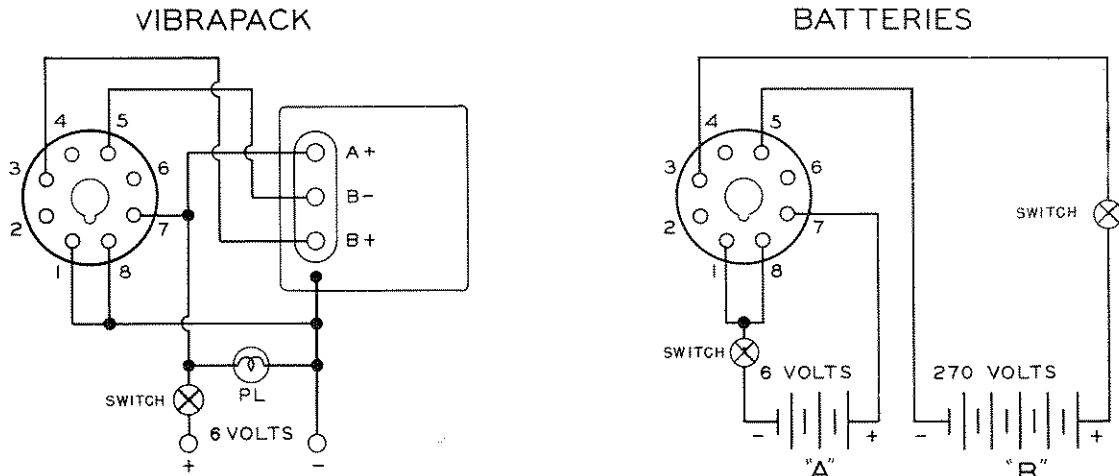 VIBRAPACK
4
5
3
6
2
7
1
8
A+
B-
B+
PL
SWITCH
6 VOLTS
+
-
BATTERIES
4
5
3
6
2
7
1
8
SWITCH
SWITCH
6 VOLTS
270 VOLTS
-
+
-
+
"A"
"B"